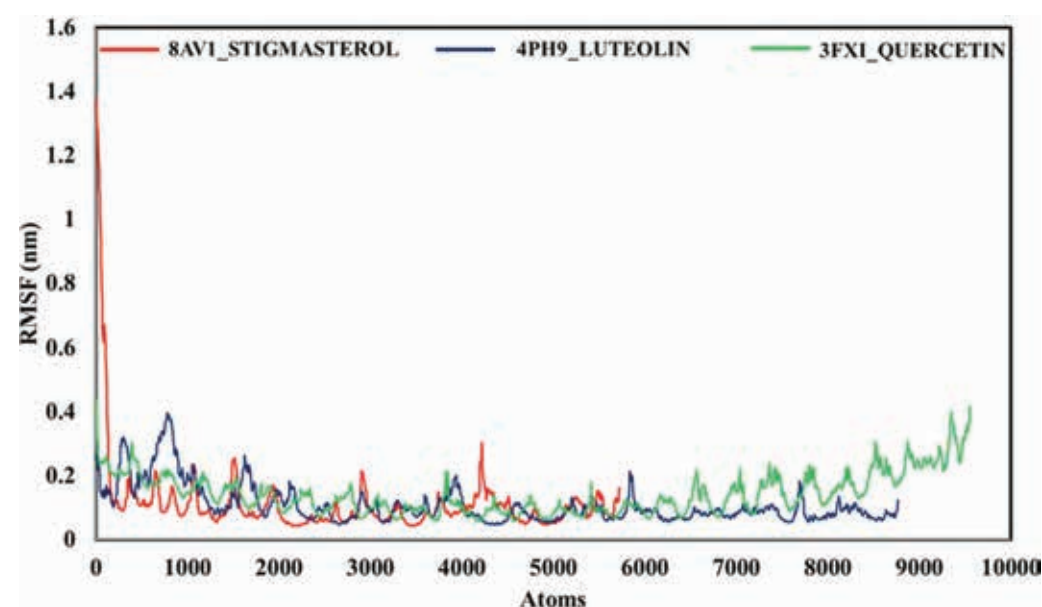 1.6
8AV1_STIGMASTEROL 4PH9_LUTEOLIN 3FXI_QUERCETIN
1.4
1.2
1
0.8
0.6
0.4
0.2
0
RMSF (nm)
0 1000 2000 3000 4000 5000 6000 7000 8000 9000 10000
Atoms